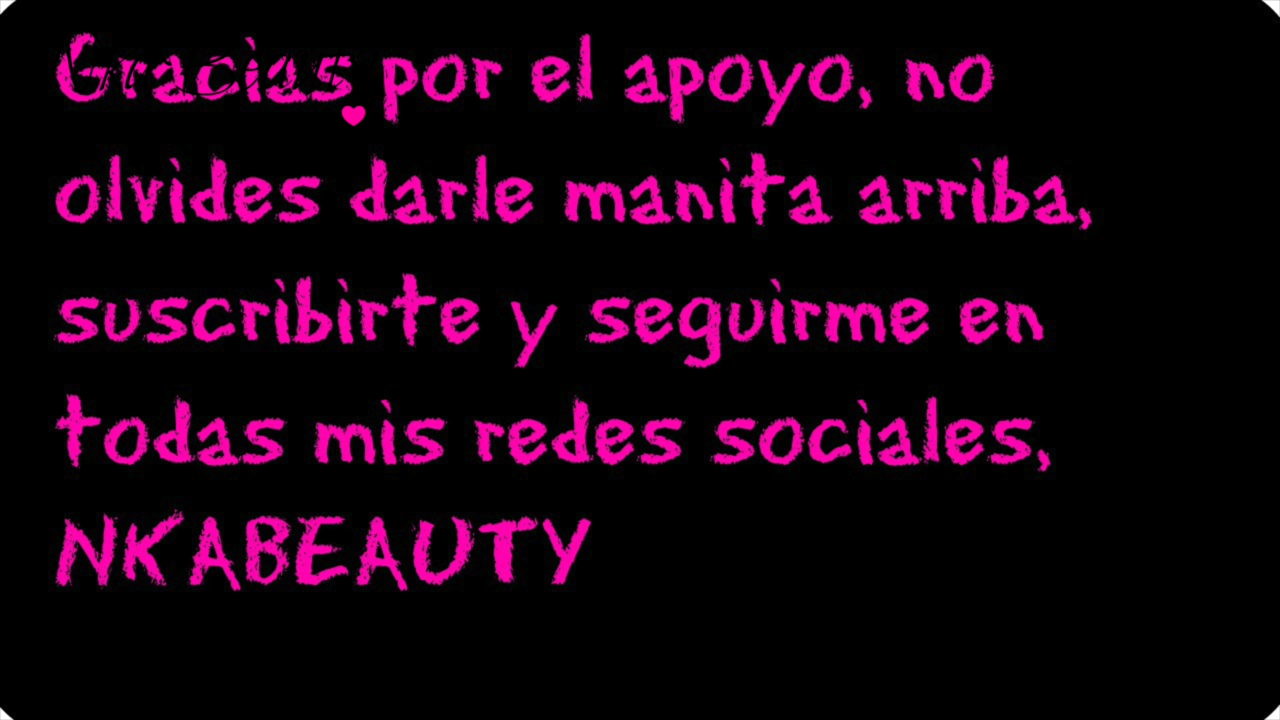 Gracias por el apoyo, no
olvides darle manita arriba,
suscribirte y seguirme en
todas mis redes sociales,
NKABEAUTY